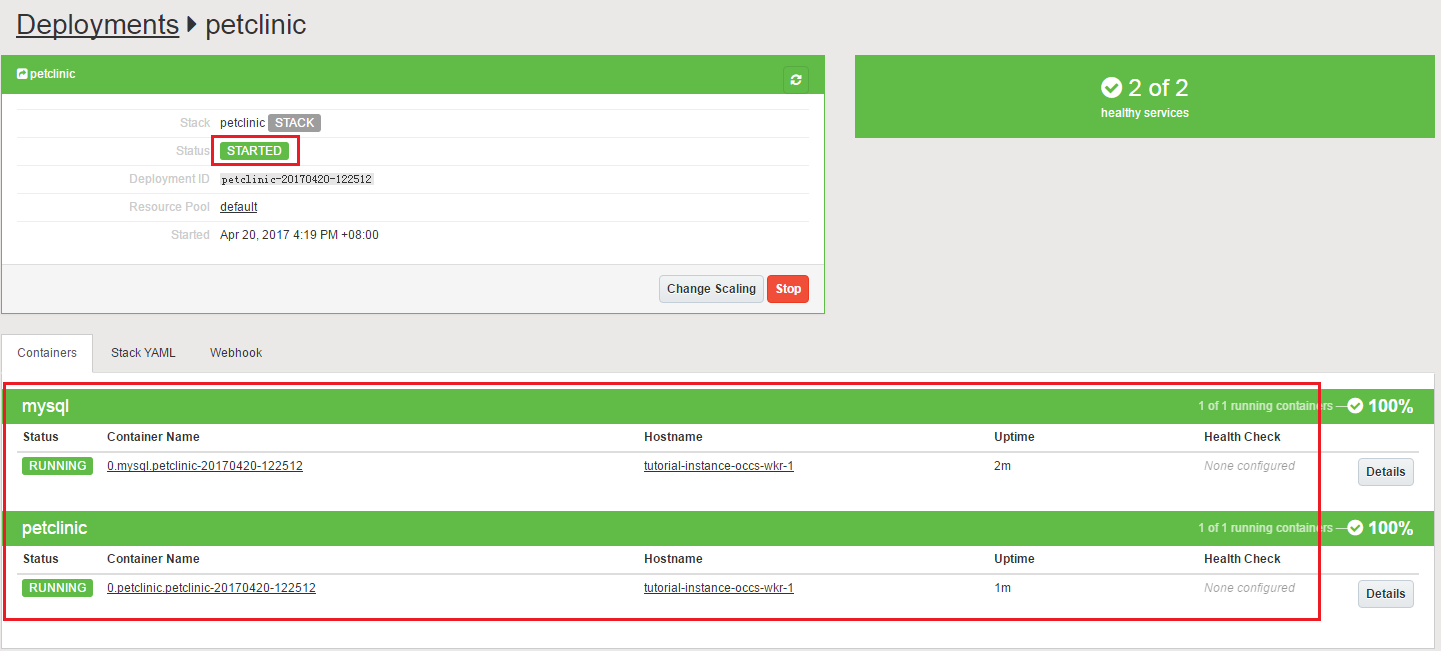 Deployments petclinic
petclinic
2 of 2
healthy services
Stack petclinic STACK
Status STARTED
Deployment ID petclinic-20170420-122512
Resource Pool default
Started Apr 20, 2017 4:19 PM +08:00
Change Scaling Stop
Containers Stack YAML Webhook
mysql 1 of 1 running containers 100%
Status Container Name Hostname Uptime Health Check
RUNNING 0.mysql.petclinic-20170420-122512 tutorial-instance-occs-wkr-1 2m None configured Details
petclinic 1 of 1 running containers 100%
Status Container Name Hostname Uptime Health Check
RUNNING 0.petclinic.petclinic-20170420-122512 tutorial-instance-occs-wkr-1 1m None configured Details